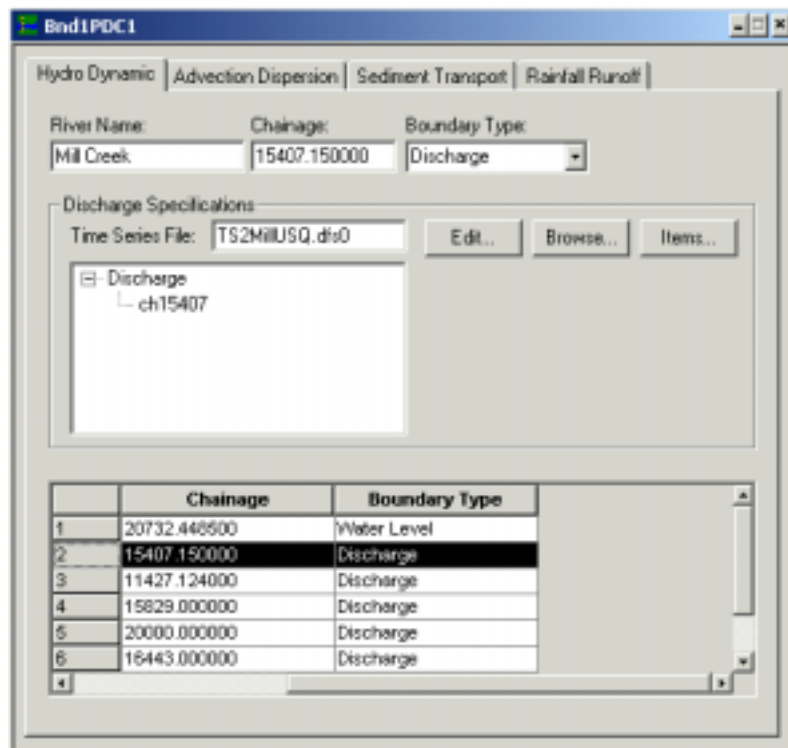 Bnd1PDC1
Hydro Dynamic Advection Dispersion Sediment Transport Rainfall Runoff
River Name: Chainage: Boundary Type:
Mill Creek 15407.150000 Discharge
Discharge Specifications
Time Series File: TS2MillUSQ.dfs0 Edit... Browse... Items...
Discharge
ch15407
Chainage Boundary Type
1 20732.448500 Water Level
2 15407.150000 Discharge
3 11427.124000 Discharge
4 15829.000000 Discharge
5 20000.000000 Discharge
6 16443.000000 Discharge